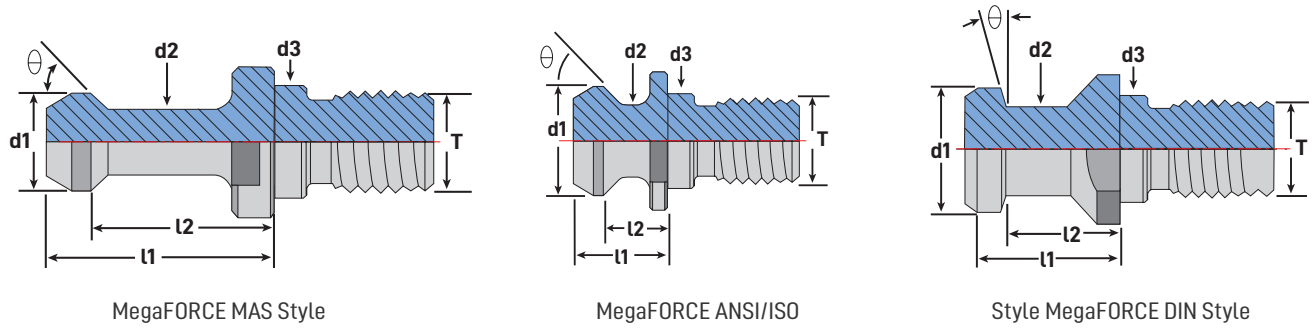 θ
d2
d3
d1
T
l2
l1
MegaFORCE MAS Style
θ
d2
d3
d1
T
l2
l1
MegaFORCE ANSI/ISO
θ
d2
d3
d1
T
l2
l1
Style MegaFORCE DIN Style